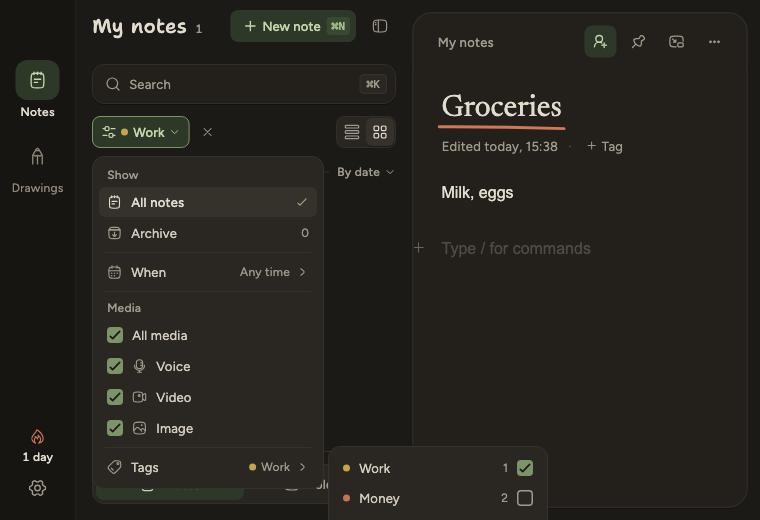 My notes 1
+ New note ⌘N
Search ⌘K
Work
By date
Show
All notes
Archive 0
When Any time
Media
All media
Voice
Video
Image
Tags Work
Work 1
Money 2
Notes
Drawings
1 day
My notes
Groceries
Edited today, 15:38 · + Tag
Milk, eggs
+ Type / for commands